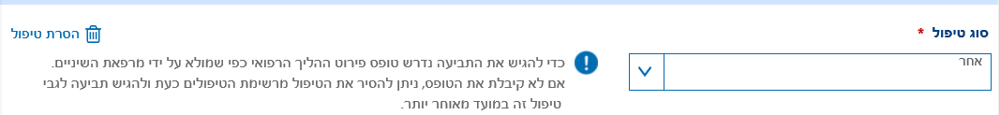 סוג טיפול *
הסרת טיפול
אחר
כדי להגיש את התביעה נדרש טופס פירוט ההליך הרפואי כפי שמולא על ידי מרפאת השיניים.
אם לא קיבלת את הטופס, ניתן להסיר את הטיפול מרשימת הטיפולים כעת ולהגיש תביעה לגבי
טיפול זה במועד מאוחר יותר.